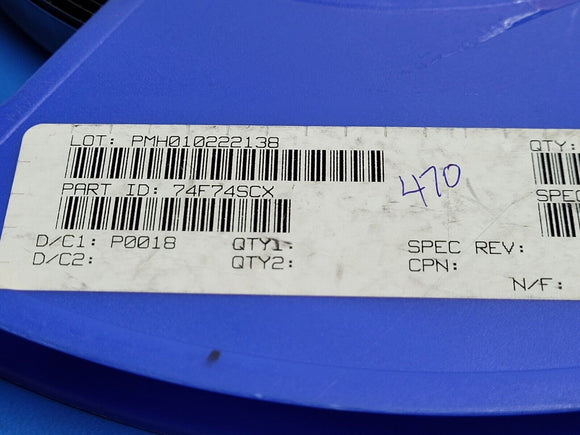 LOT: PMH010222138
QTY:
PART ID: 74F74SCX
470
SPEC
D/C1: P0018 QTY1: SPEC REV:
D/C2: QTY2: CPN:
N/F: